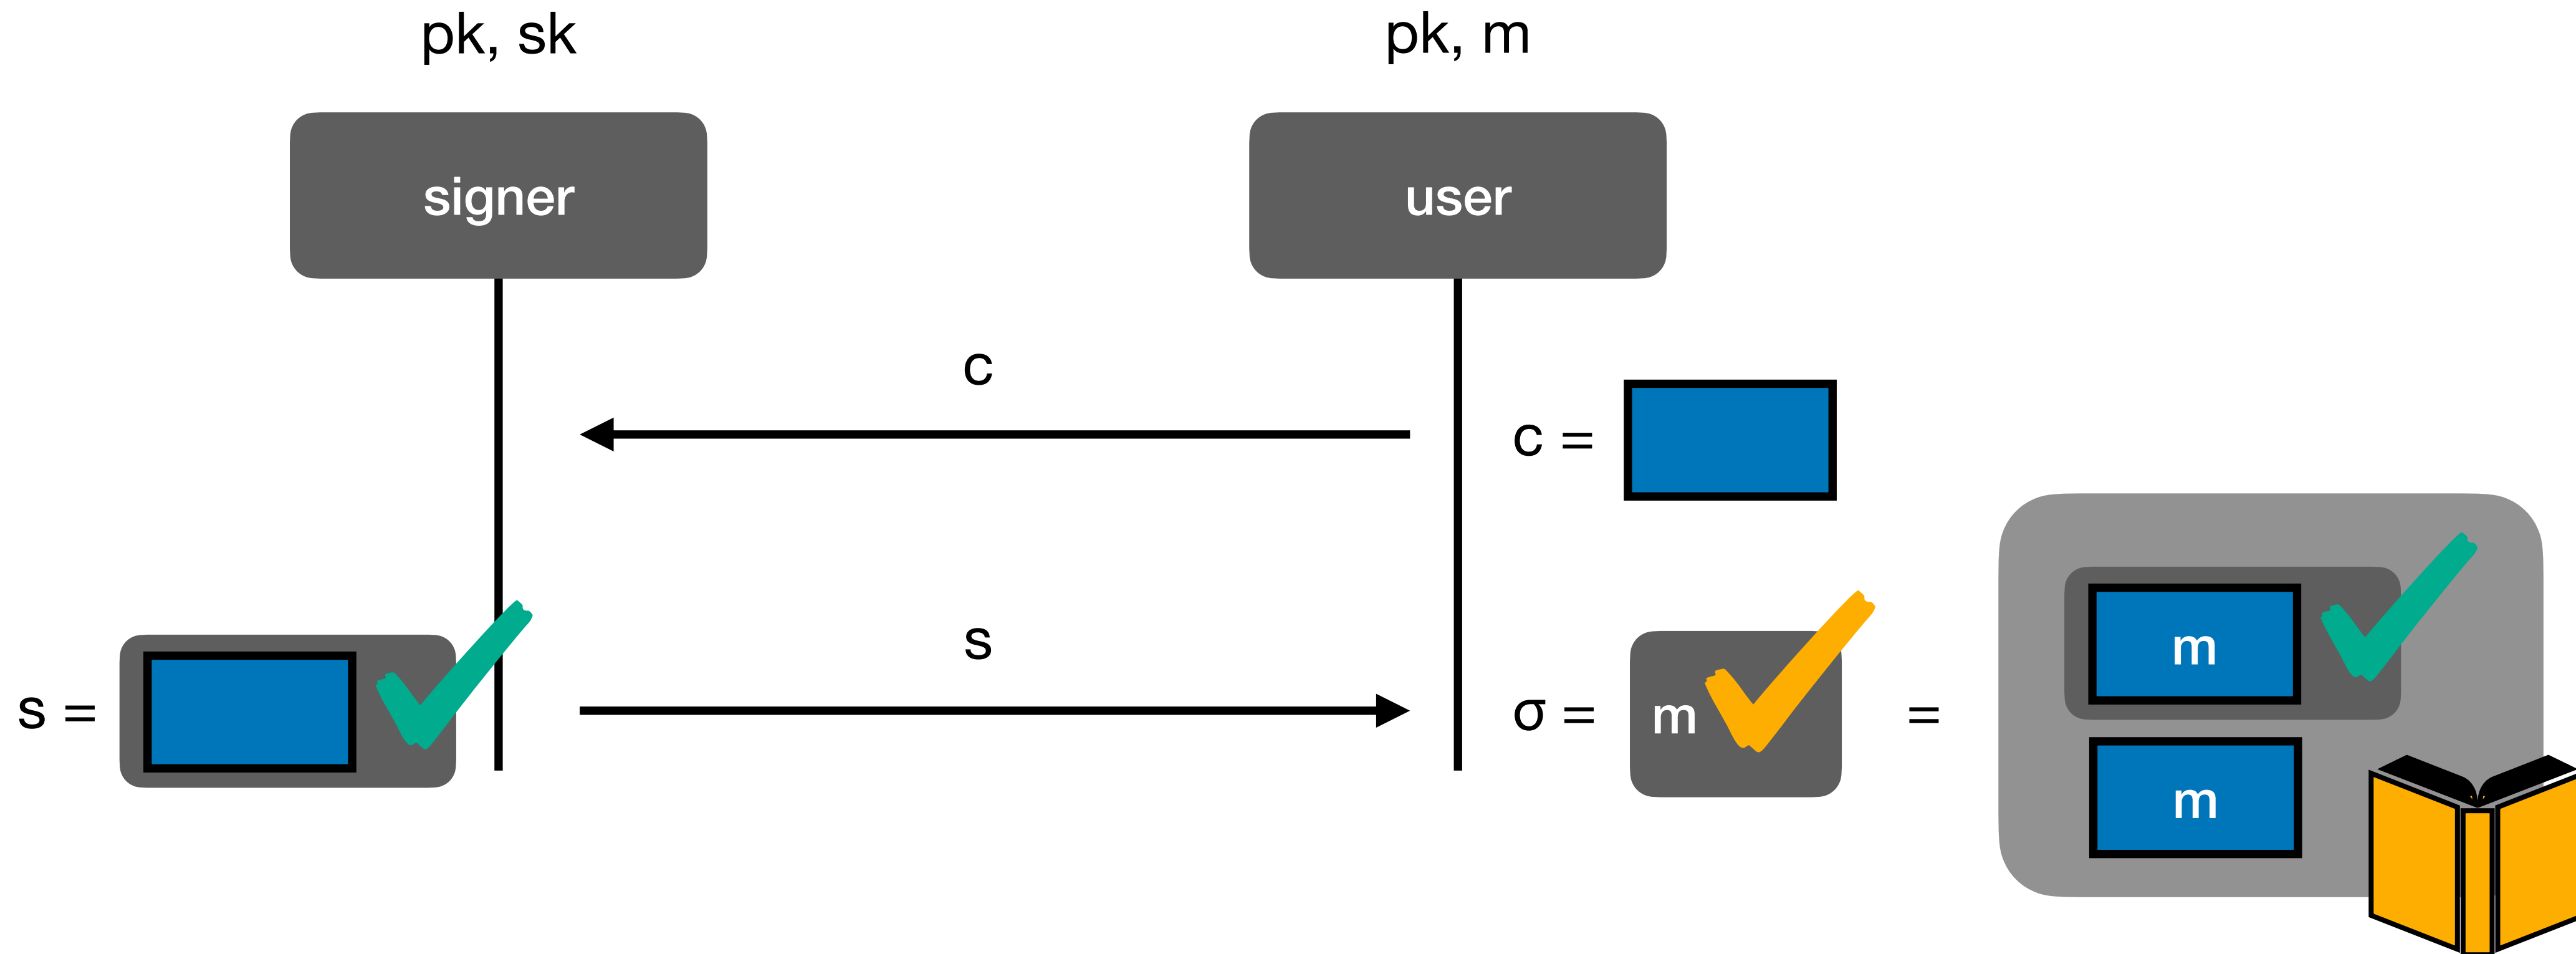 pk, sk
pk, m
signer
user
c
c =
s
s =
σ = m =
m
m